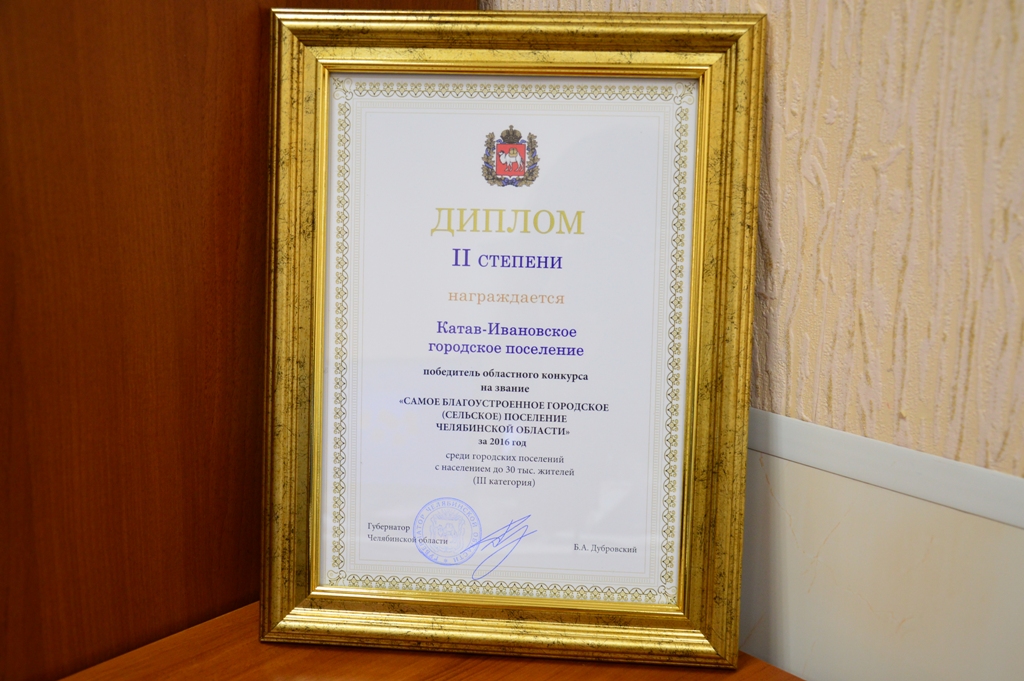 ДИПЛОМ
II СТЕПЕНИ
награждается
Катав-Ивановское
городское поселение
победитель областного конкурса
на звание
«САМОЕ БЛАГОУСТРОЕННОЕ ГОРОДСКОЕ
(СЕЛЬСКОЕ) ПОСЕЛЕНИЕ
ЧЕЛЯБИНСКОЙ ОБЛАСТИ»
за 2016 год
среди городских поселений
с населением до 30 тыс. жителей
(III категория)
Губернатор
Челябинской области
Б.А. Дубровский